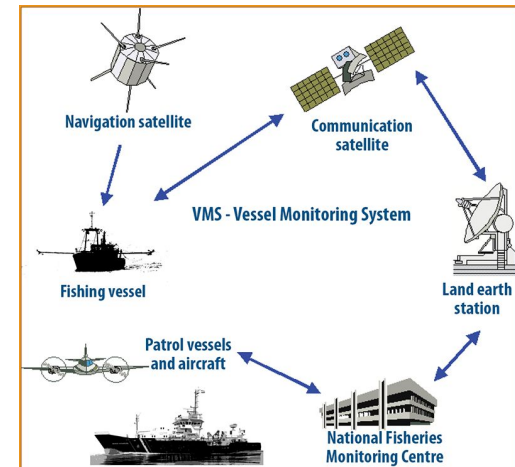 Navigation satellite
Communication
satellite
VMS - Vessel Monitoring System
Fishing vessel
Land earth
station
Patrol vessels
and aircraft
National Fisheries
Monitoring Centre